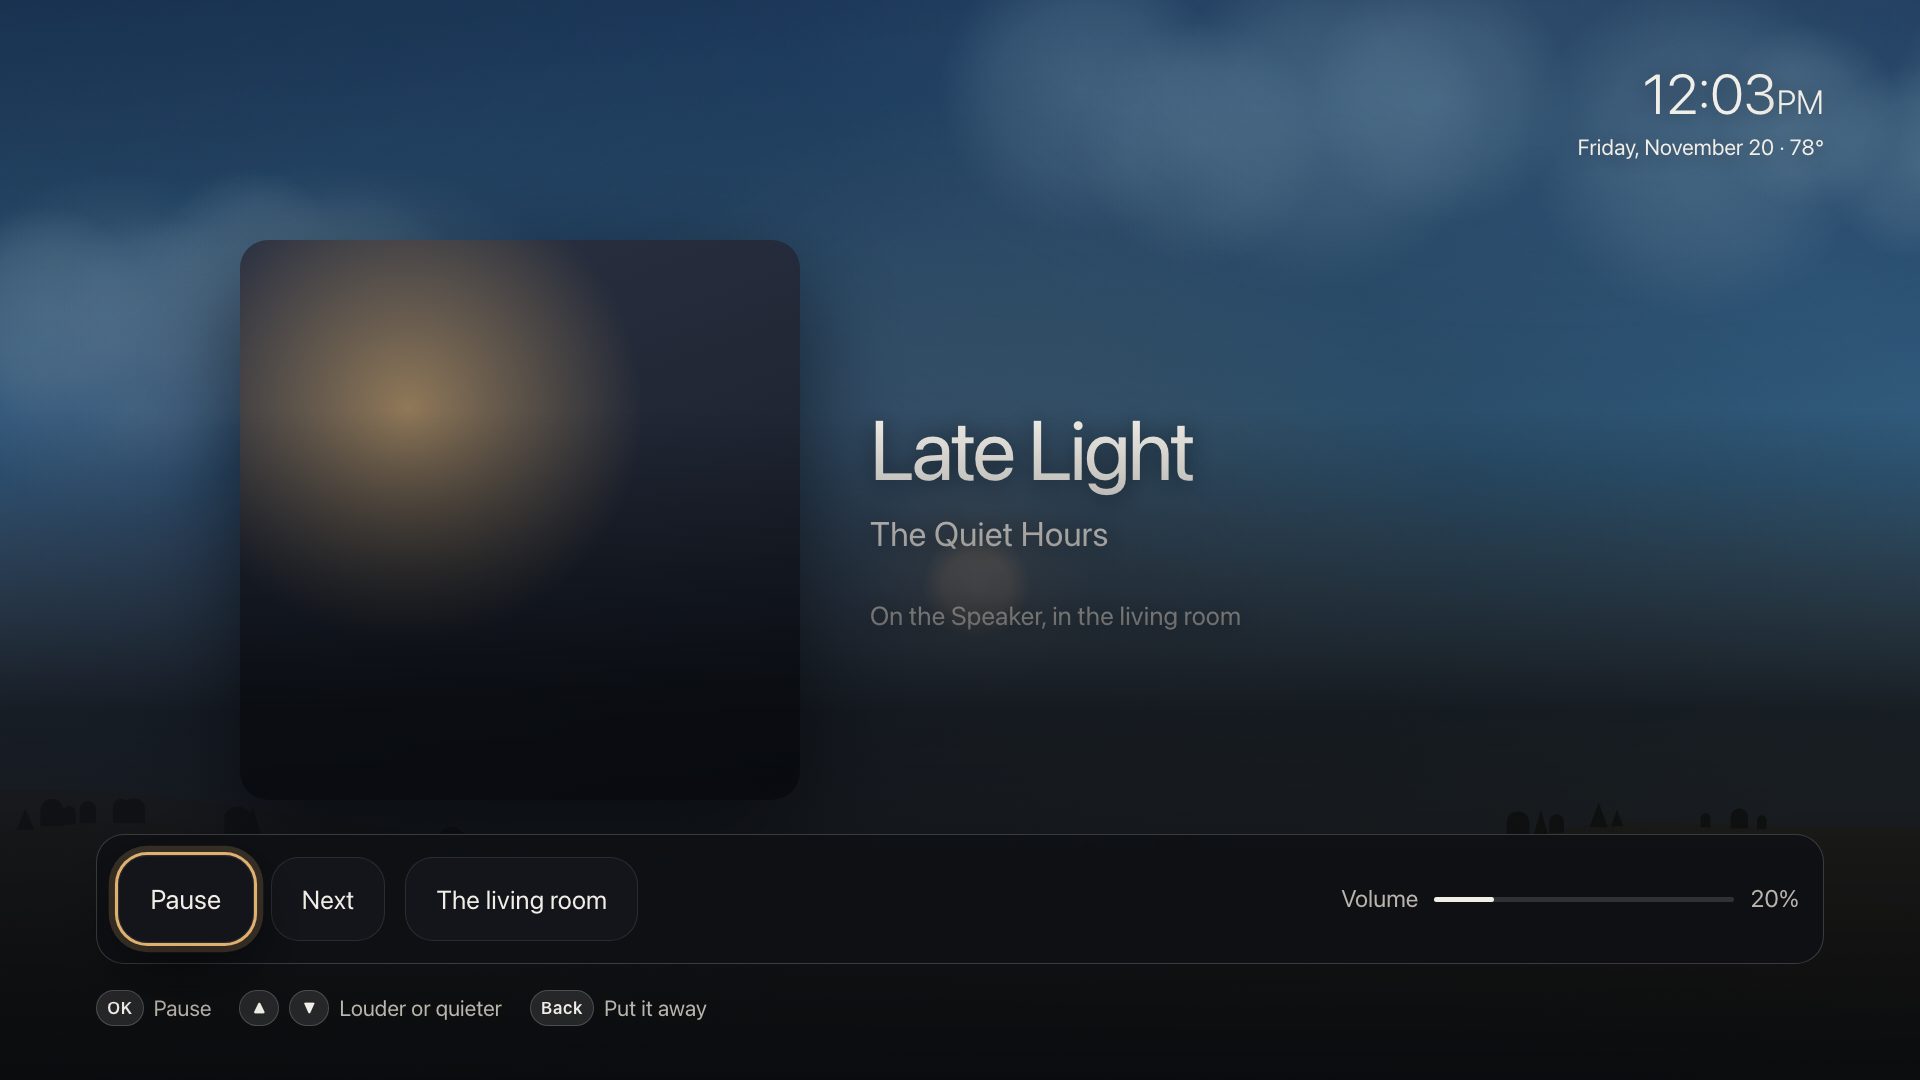 12:03PM
Friday, November 20 · 78°
Late Light
The Quiet Hours
On the Speaker, in the living room
Pause
Next
The living room
Volume
20%
OK Pause ▲ ▼ Louder or quieter Back Put it away